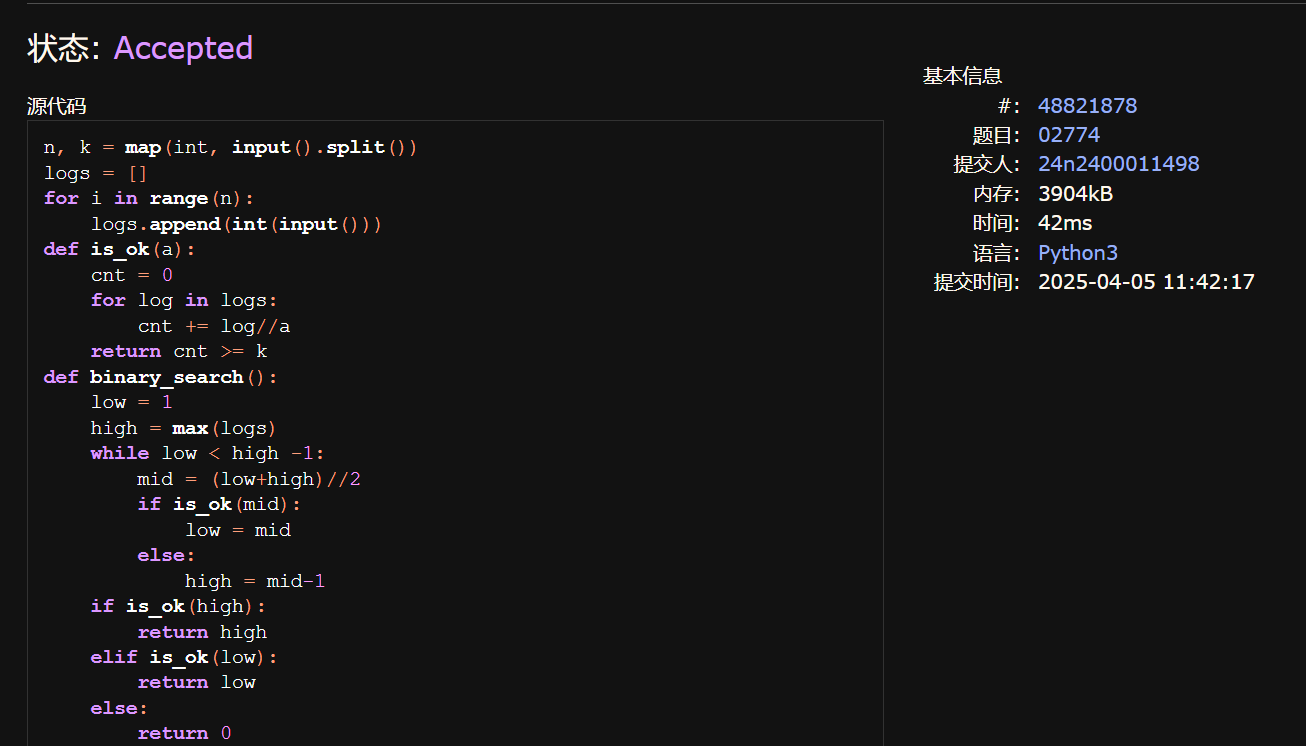 状态: Accepted
源代码
n, k = map(int, input().split())
logs = []
for i in range(n):
    logs.append(int(input()))
def is_ok(a):
    cnt = 0
    for log in logs:
        cnt += log//a
    return cnt >= k
def binary_search():
    low = 1
    high = max(logs)
    while low < high -1:
        mid = (low+high)//2
        if is_ok(mid):
            low = mid
        else:
            high = mid-1
    if is_ok(high):
        return high
    elif is_ok(low):
        return low
    else:
        return 0
基本信息
#: 48821878
题目: 02774
提交人: 24n2400011498
内存: 3904kB
时间: 42ms
语言: Python3
提交时间: 2025-04-05 11:42:17